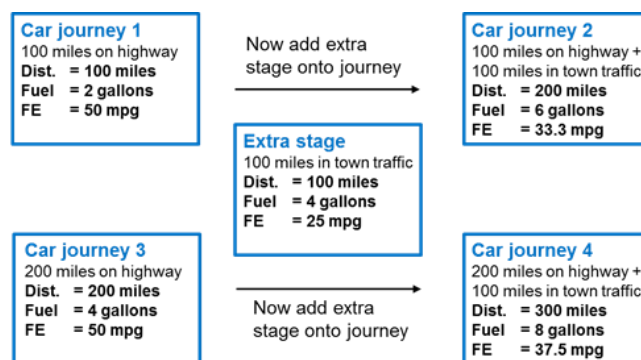 Car journey 1
100 miles on highway
Dist. = 100 miles
Fuel = 2 gallons
FE = 50 mpg
Now add extra
stage onto journey
Car journey 2
100 miles on highway +
100 miles in town traffic
Dist. = 200 miles
Fuel = 6 gallons
FE = 33.3 mpg
Extra stage
100 miles in town traffic
Dist. = 100 miles
Fuel = 4 gallons
FE = 25 mpg
Car journey 3
200 miles on highway
Dist. = 200 miles
Fuel = 4 gallons
FE = 50 mpg
Now add extra
stage onto journey
Car journey 4
200 miles on highway +
100 miles in town traffic
Dist. = 300 miles
Fuel = 8 gallons
FE = 37.5 mpg